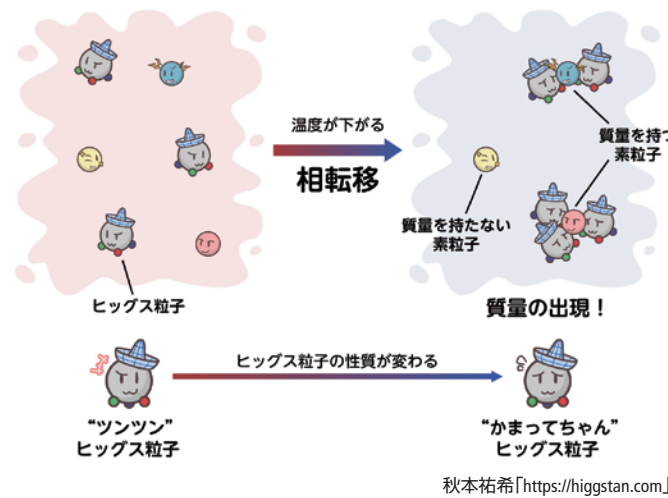 温度が下がる
相転移
質量を持つ
素粒子
質量を持たない
素粒子
ヒッグス粒子
質量の出現!
ヒッグス粒子の性質が変わる
“ツンツン”
ヒッグス粒子
“かまってちゃん”
ヒッグス粒子
秋本祐希「https://higgstan.com」